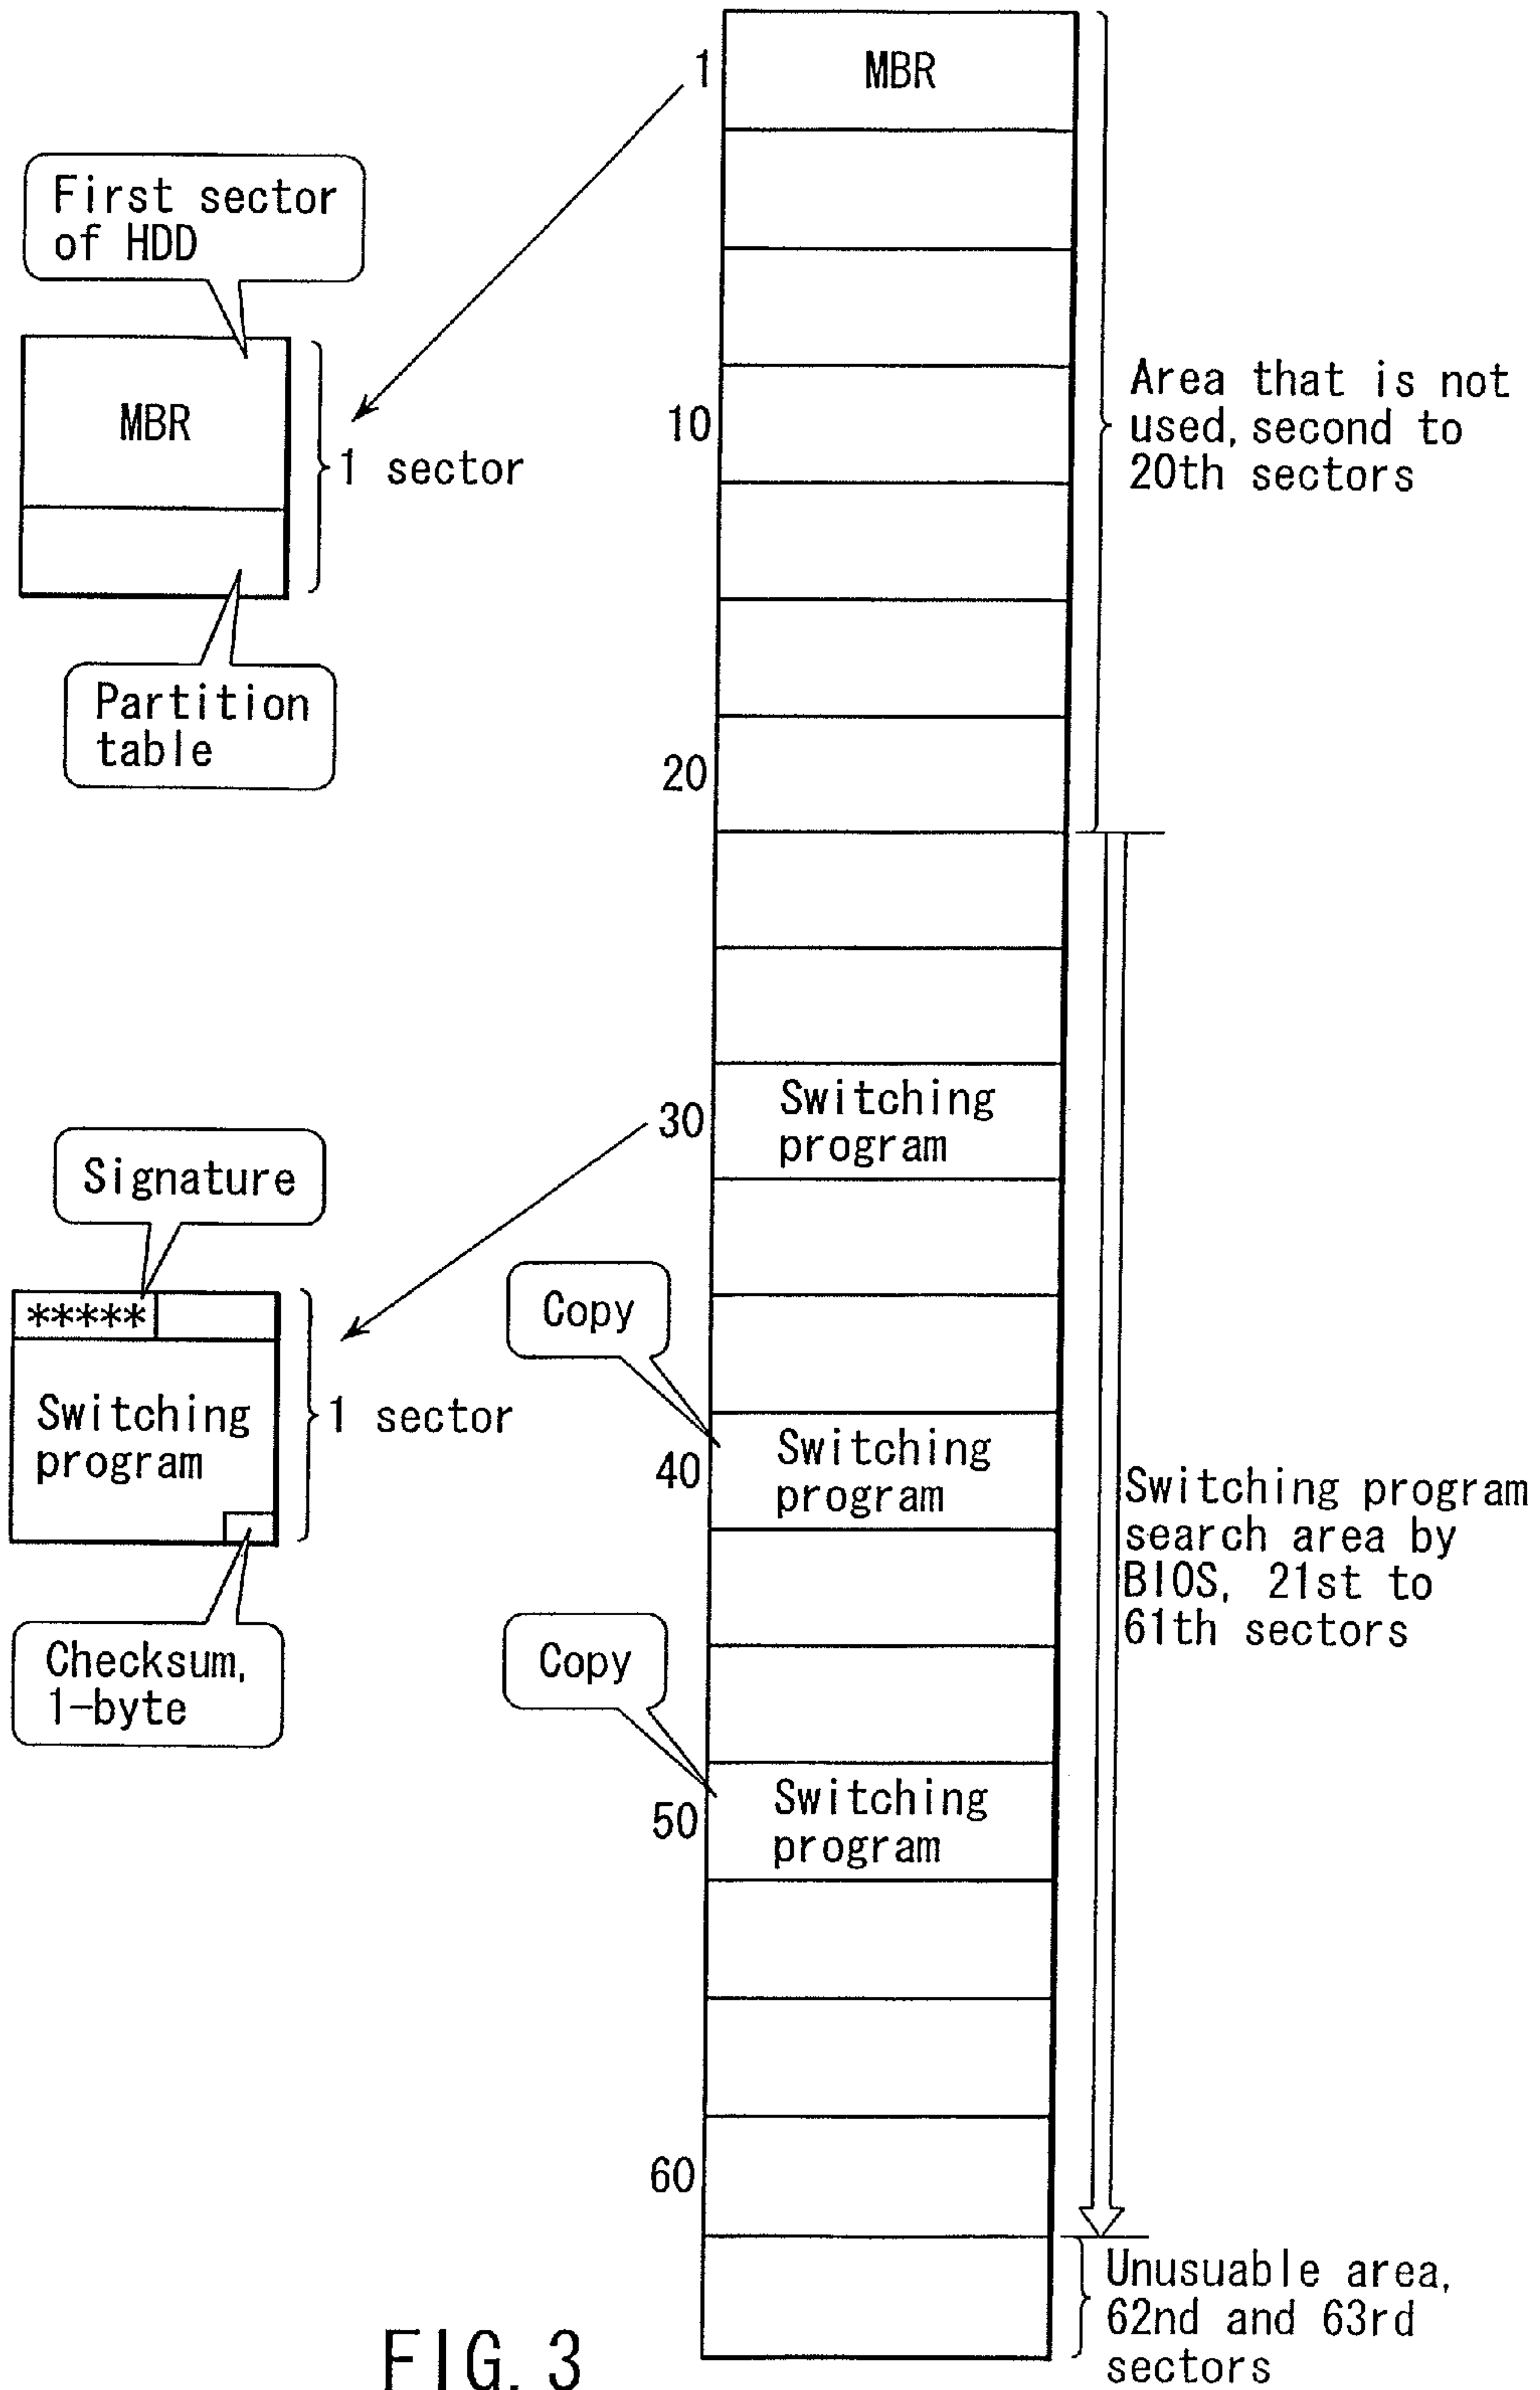 1
MBR
First sector
of HDD
MBR
1 sector
Partition
table
10
Area that is not
used, second to
20th sectors
20
30
Switching
program
Signature
*****
Switching
program
1 sector
Checksum,
1-byte
Copy
40
Switching
program
Copy
50
Switching
program
Switching program
search area by
BIOS, 21st to
61th sectors
60
Unusuable area,
62nd and 63rd
sectors
FIG. 3